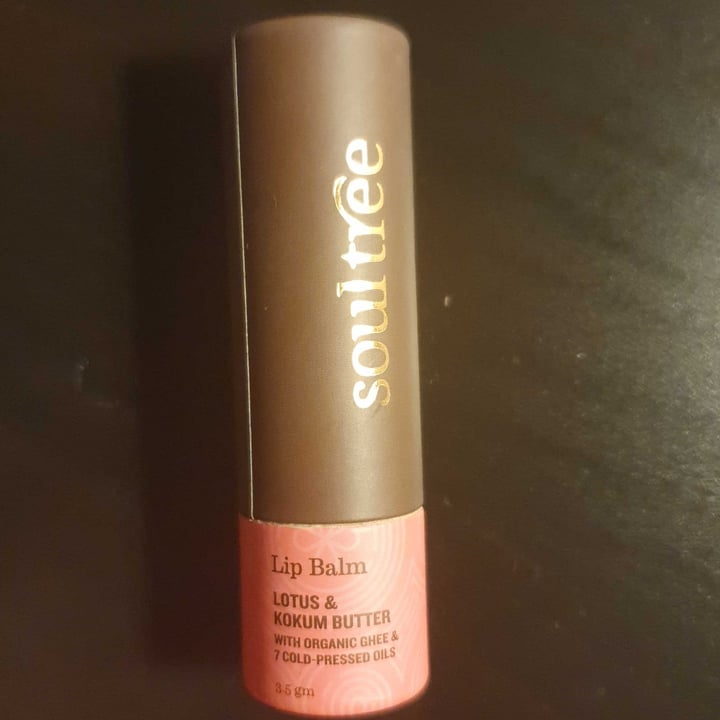 soultree
Lip Balm
LOTUS &
KOKUM BUTTER
WITH ORGANIC GHEE &
7 COLD-PRESSED OILS
3.5 gm